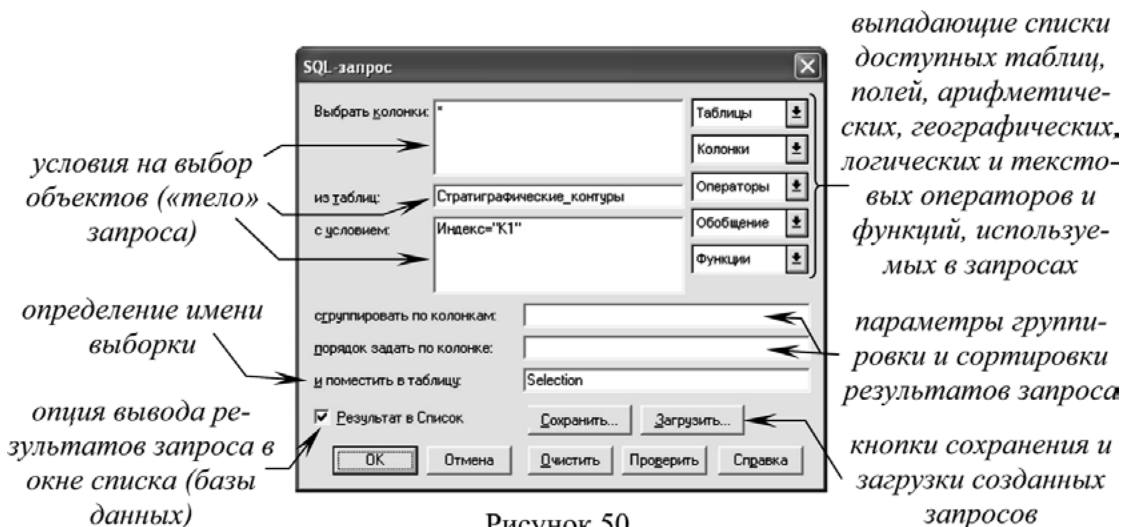 выпадающие списки
доступных таблиц,
полей, арифметиче-
ских, географических,
логических и тексто-
вых операторов и
функций, используе-
мых в запросах
SQL-запрос
Выбрать колонки: *
Таблицы
Колонки
Операторы
Обобщение
Функции
условия на выбор
объектов («тело»
запроса)
из таблиц: Стратиграфические_контуры
с условием: Индекс="К1"
определение имени
выборки
сгруппировать по колонкам:
порядок задать по колонке:
и поместить в таблицу: Selection
параметры группи-
ровки и сортировки
результатов запроса
опция вывода ре-
зультатов запроса в
окне списка (базы
данных)
Результат в Список
Сохранить... Загрузить...
OK Отмена Очистить Проверить Справка
кнопки сохранения и
загрузки созданных
запросов
Рисунок 50